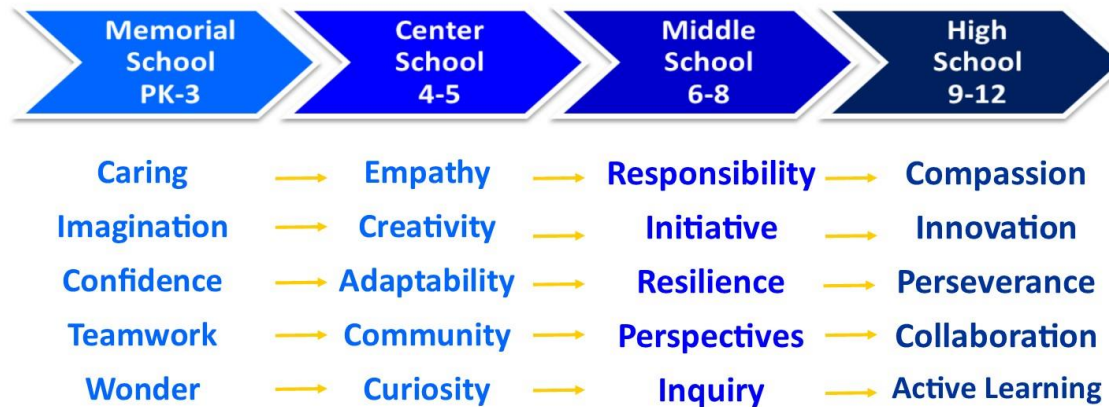 Memorial School PK-3
Center School 4-5
Middle School 6-8
High School 9-12
Caring → Empathy → Responsibility → Compassion
Imagination → Creativity → Initiative → Innovation
Confidence → Adaptability → Resilience → Perseverance
Teamwork → Community → Perspectives → Collaboration
Wonder → Curiosity → Inquiry → Active Learning